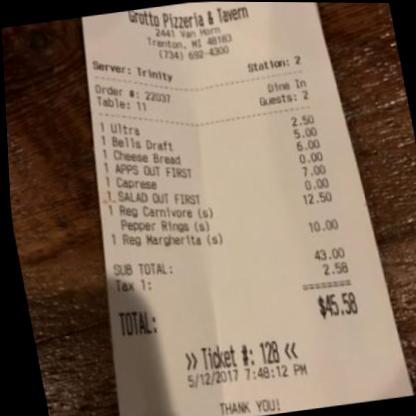 Grotto Pizzeria & Tavern
2441 Van Horn
Trenton, MI 48183
(734) 692-4300
Server: Trinity Station: 2
Order #: 22037 Dine In
Table: 11 Guests: 2
1 Ultra 2.50
1 Bells Draft 5.00
1 Cheese Bread 6.00
1 APPS OUT FIRST 0.00
1 Caprese 7.00
1 SALAD OUT FIRST 0.00
1 Reg Carnivore (s) 12.50
Pepper Rings (s)
1 Reg Margherita (s) 10.00
SUB TOTAL: 43.00
Tax 1: 2.58
========
TOTAL: $45.58
>> Ticket #: 128 <<
5/12/2017 7:48:12 PM
THANK YOU!